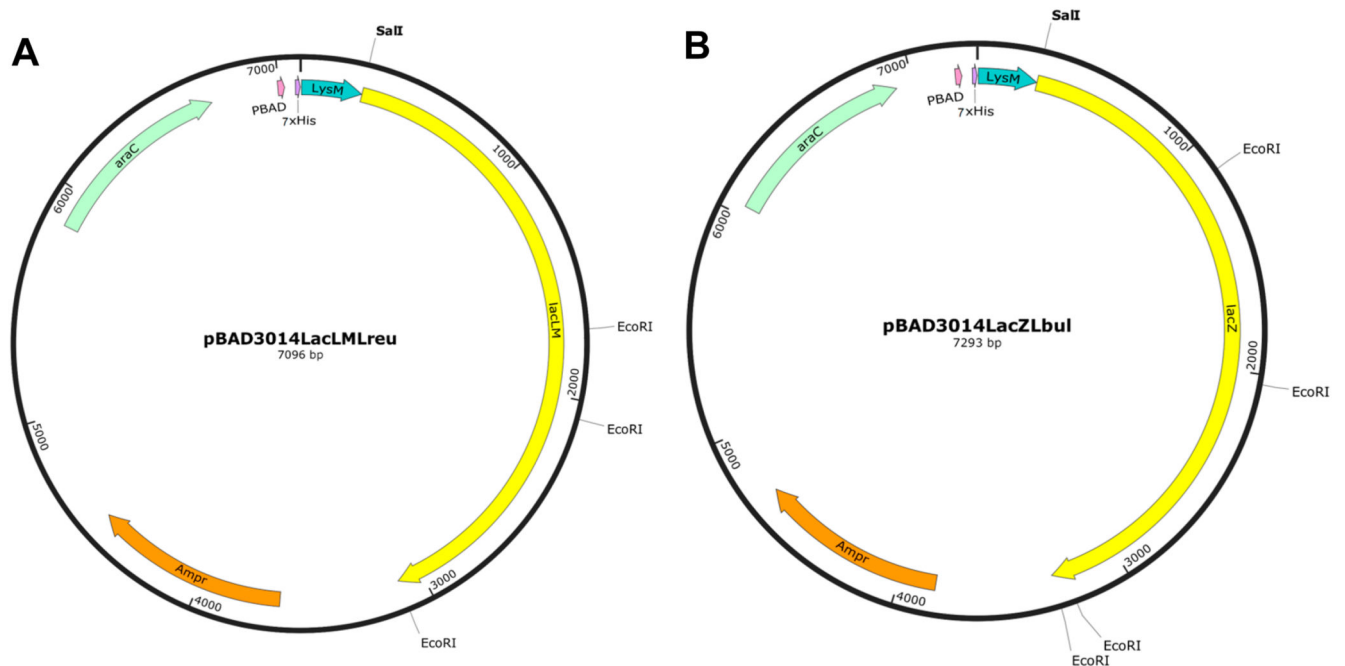 A
SalI
7000
PBAD
7xHis
LysM
araC
1000
6000
lacLM
EcoRI
pBAD3014LacLMLreu
7096 bp
2000
EcoRI
5000
Ampr
4000
3000
EcoRI
B
SalI
7000
PBAD
7xHis
LysM
araC
1000
EcoRI
6000
lacZ
pBAD3014LacZLbul
7293 bp
2000
EcoRI
5000
Ampr
4000
3000
EcoRI
EcoRI